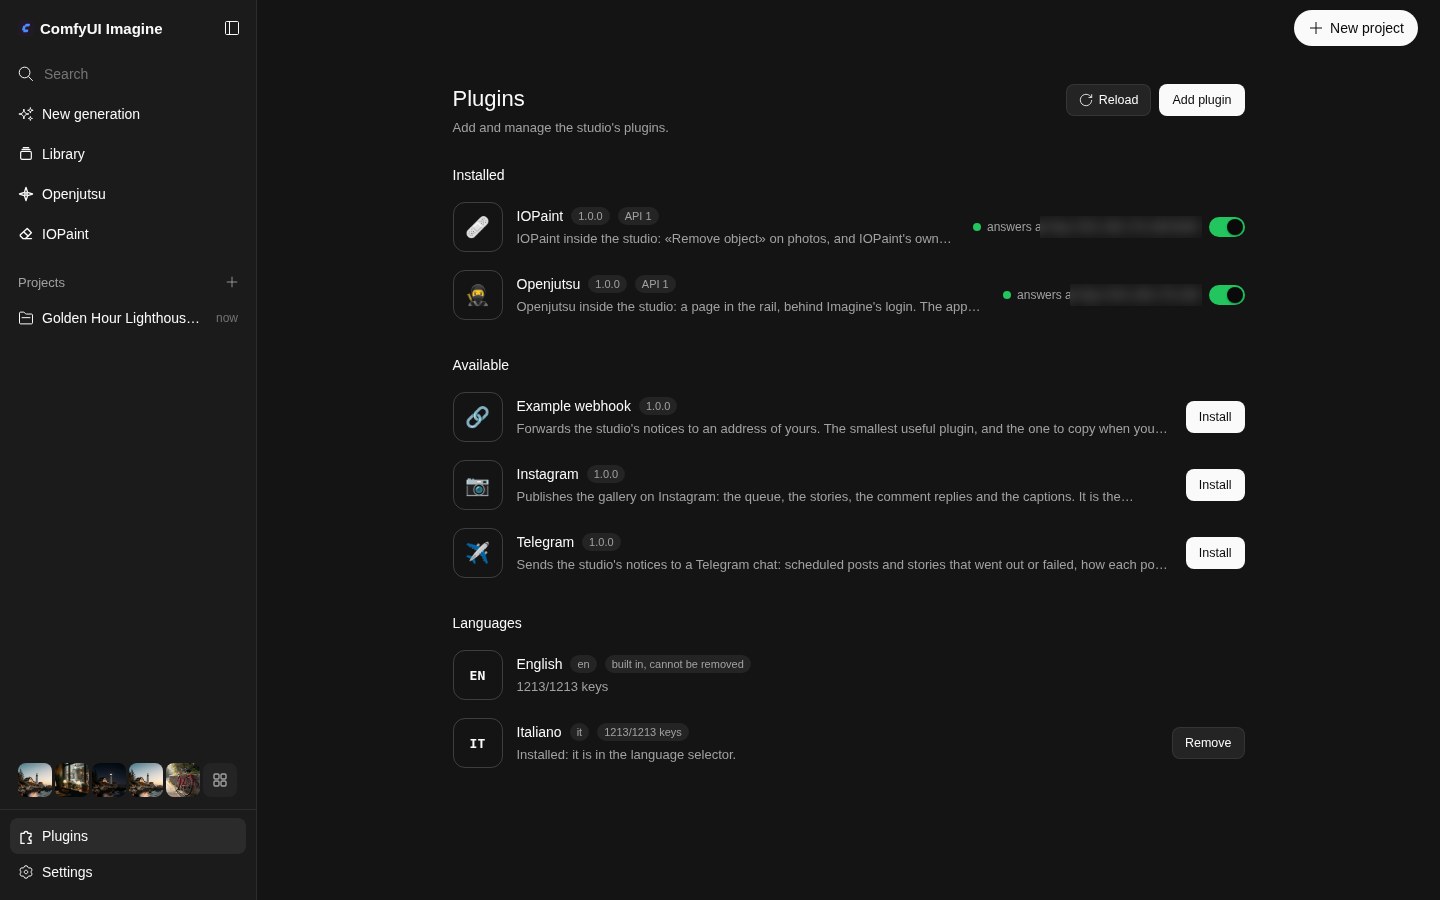 ComfyUI Imagine
Search
New generation
Library
Openjutsu
IOPaint
Projects
Golden Hour Lighthous… now
Plugins
Settings
New project
Plugins
Reload
Add plugin
Add and manage the studio's plugins.
Installed
IOPaint 1.0.0 API 1
IOPaint inside the studio: «Remove object» on photos, and IOPaint's own…
answers a
Openjutsu 1.0.0 API 1
Openjutsu inside the studio: a page in the rail, behind Imagine's login. The app…
answers a
Available
Example webhook 1.0.0
Forwards the studio's notices to an address of yours. The smallest useful plugin, and the one to copy when you…
Install
Instagram 1.0.0
Publishes the gallery on Instagram: the queue, the stories, the comment replies and the captions. It is the…
Install
Telegram 1.0.0
Sends the studio's notices to a Telegram chat: scheduled posts and stories that went out or failed, how each po…
Install
Languages
EN
English en built in, cannot be removed
1213/1213 keys
IT
Italiano it 1213/1213 keys
Installed: it is in the language selector.
Remove